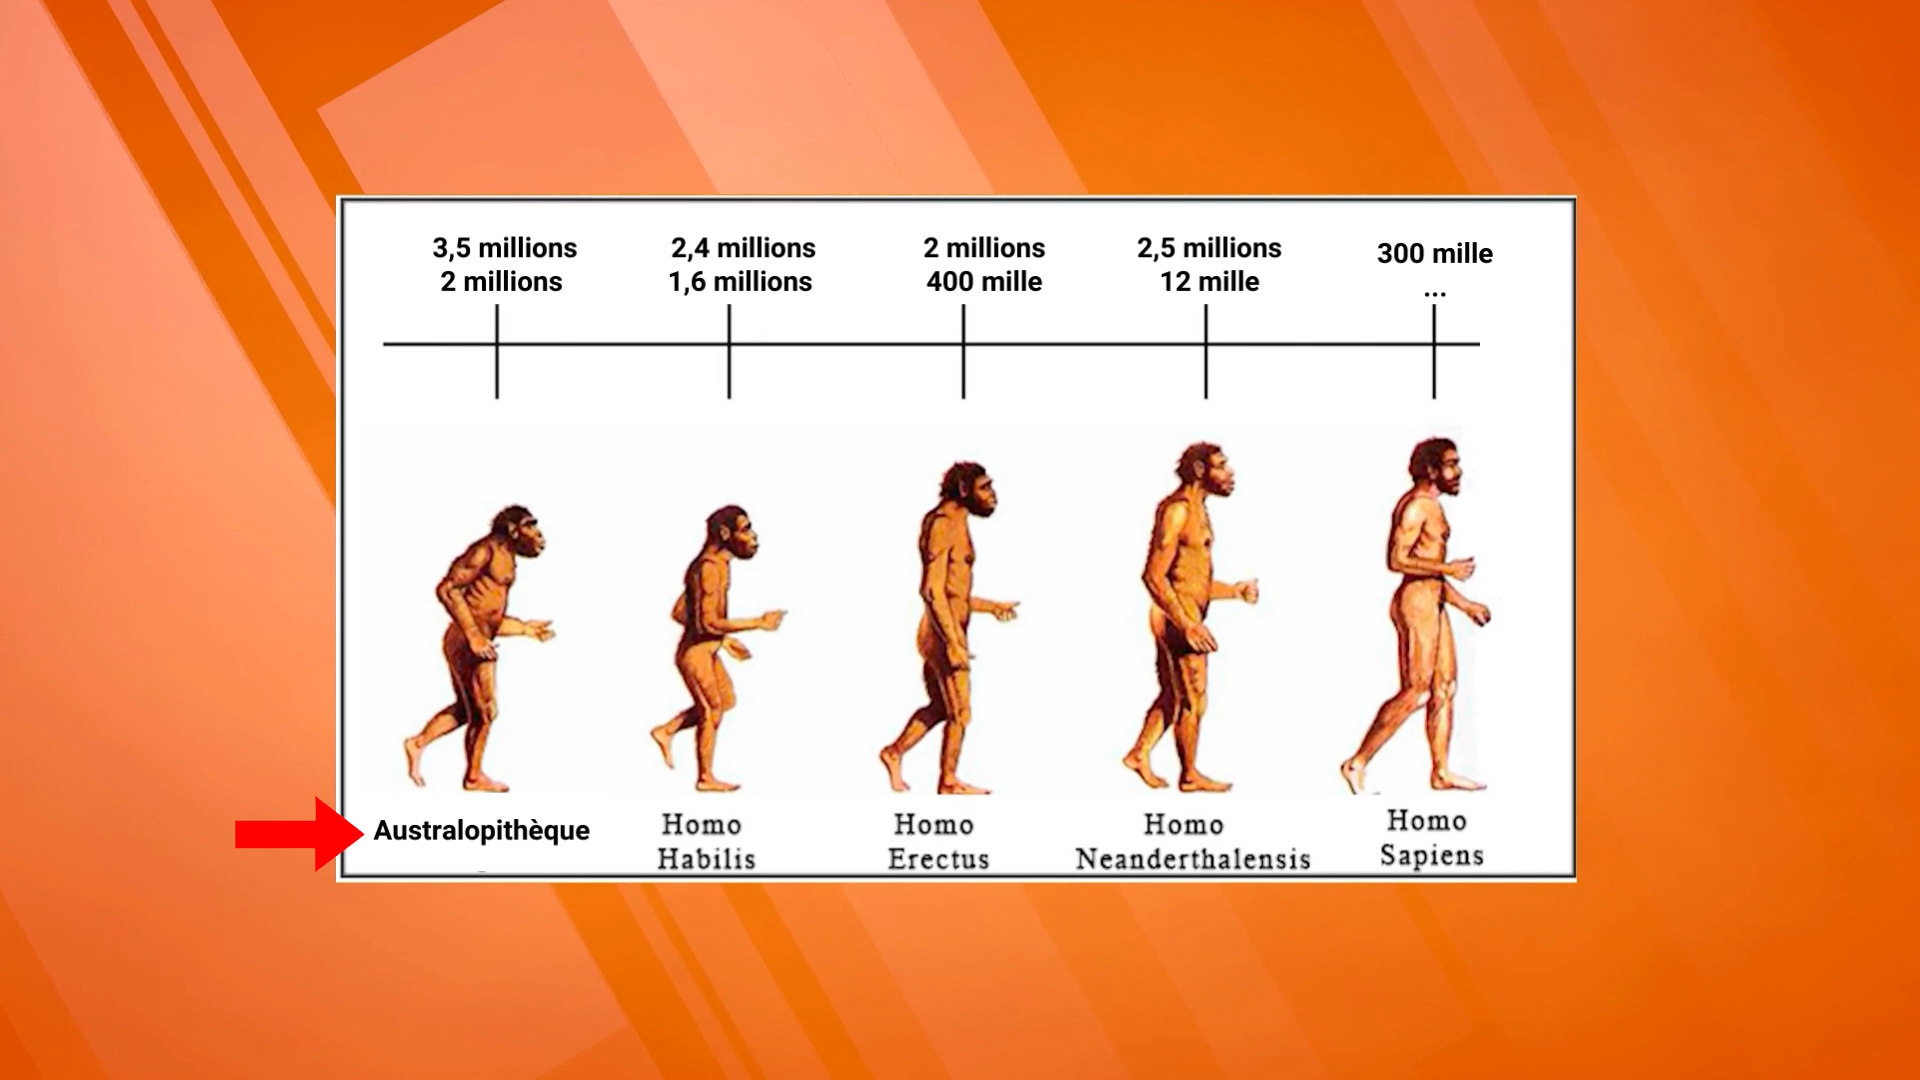 3,5 millions
2 millions
2,4 millions
1,6 millions
2 millions
400 mille
2,5 millions
12 mille
300 mille
...
Australopithèque
Homo
Habilis
Homo
Erectus
Homo
Neanderthalensis
Homo
Sapiens